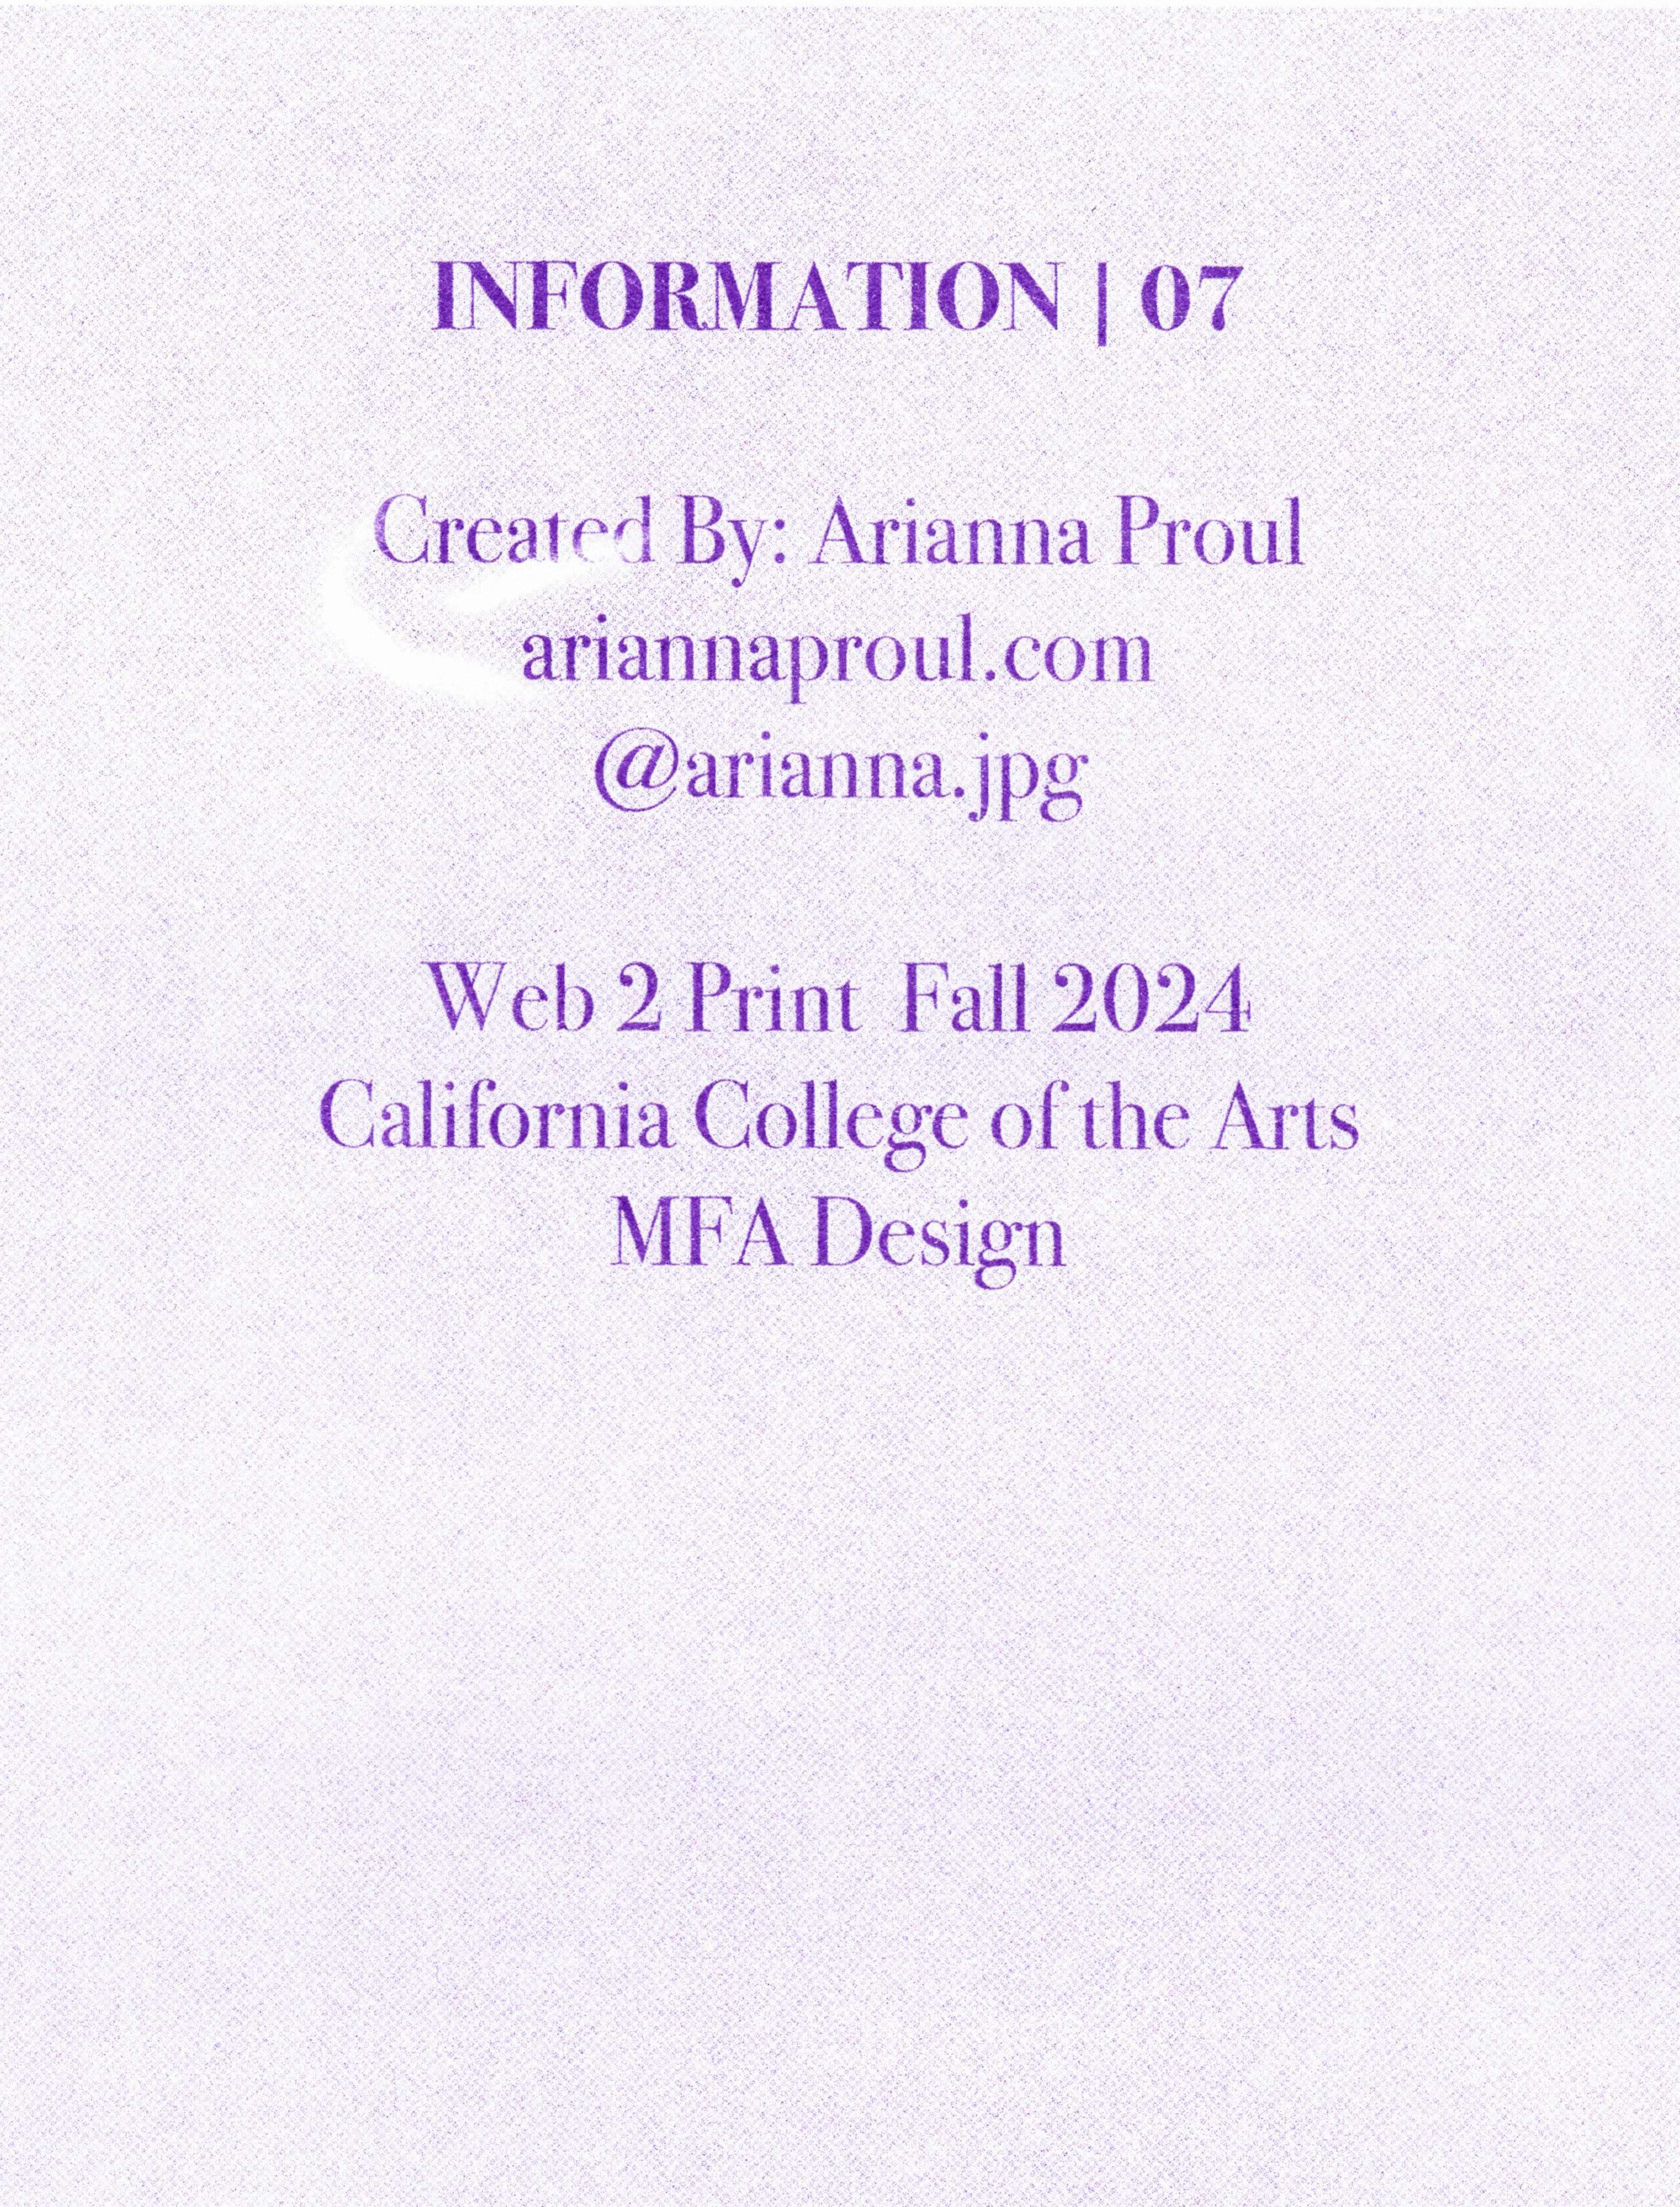 INFORMATION | 07
Created By: Arianna Proul
ariannaproul.com
@arianna.jpg
Web 2 Print  Fall 2024
California College of the Arts
MFA Design